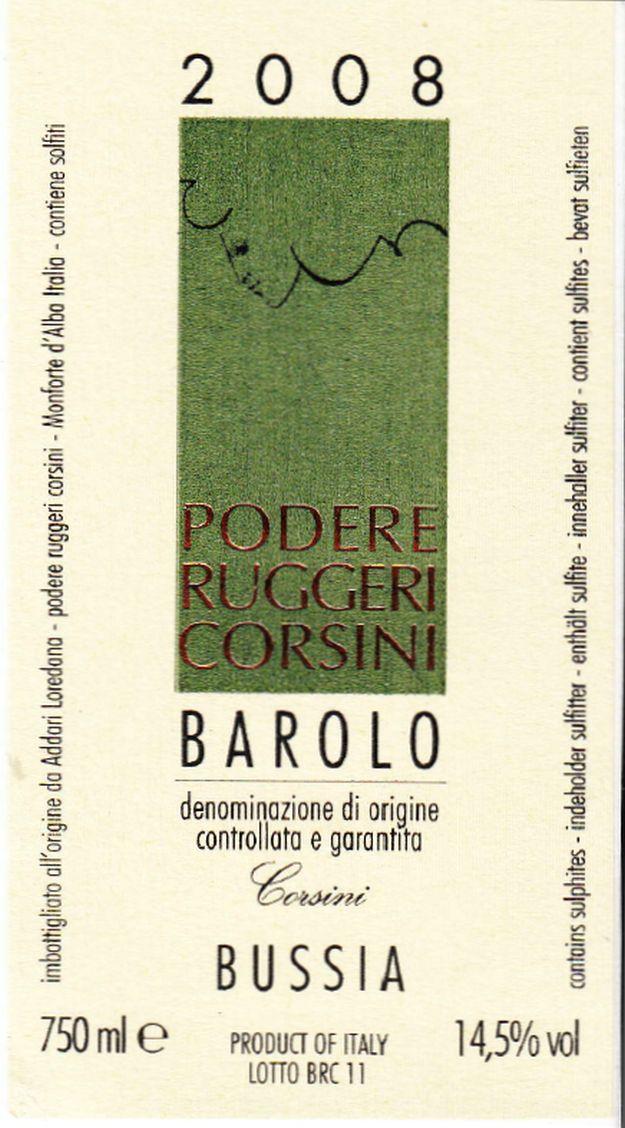 2008
PODERE
RUGGERI
CORSINI
BAROLO
denominazione di origine
controllata e garantita
Corsini
BUSSIA
750 ml e
PRODUCT OF ITALY
LOTTO BRC 11
14,5% vol
imbottigliato all'origine da Addari Loredana - podere ruggeri corsini - Monforte d'Alba Italia - contiene solfiti
contains sulphites - indeholder sulfitter - enthält sulfite - innehaller sulfiter - contient sulfites - bevat sulfieten